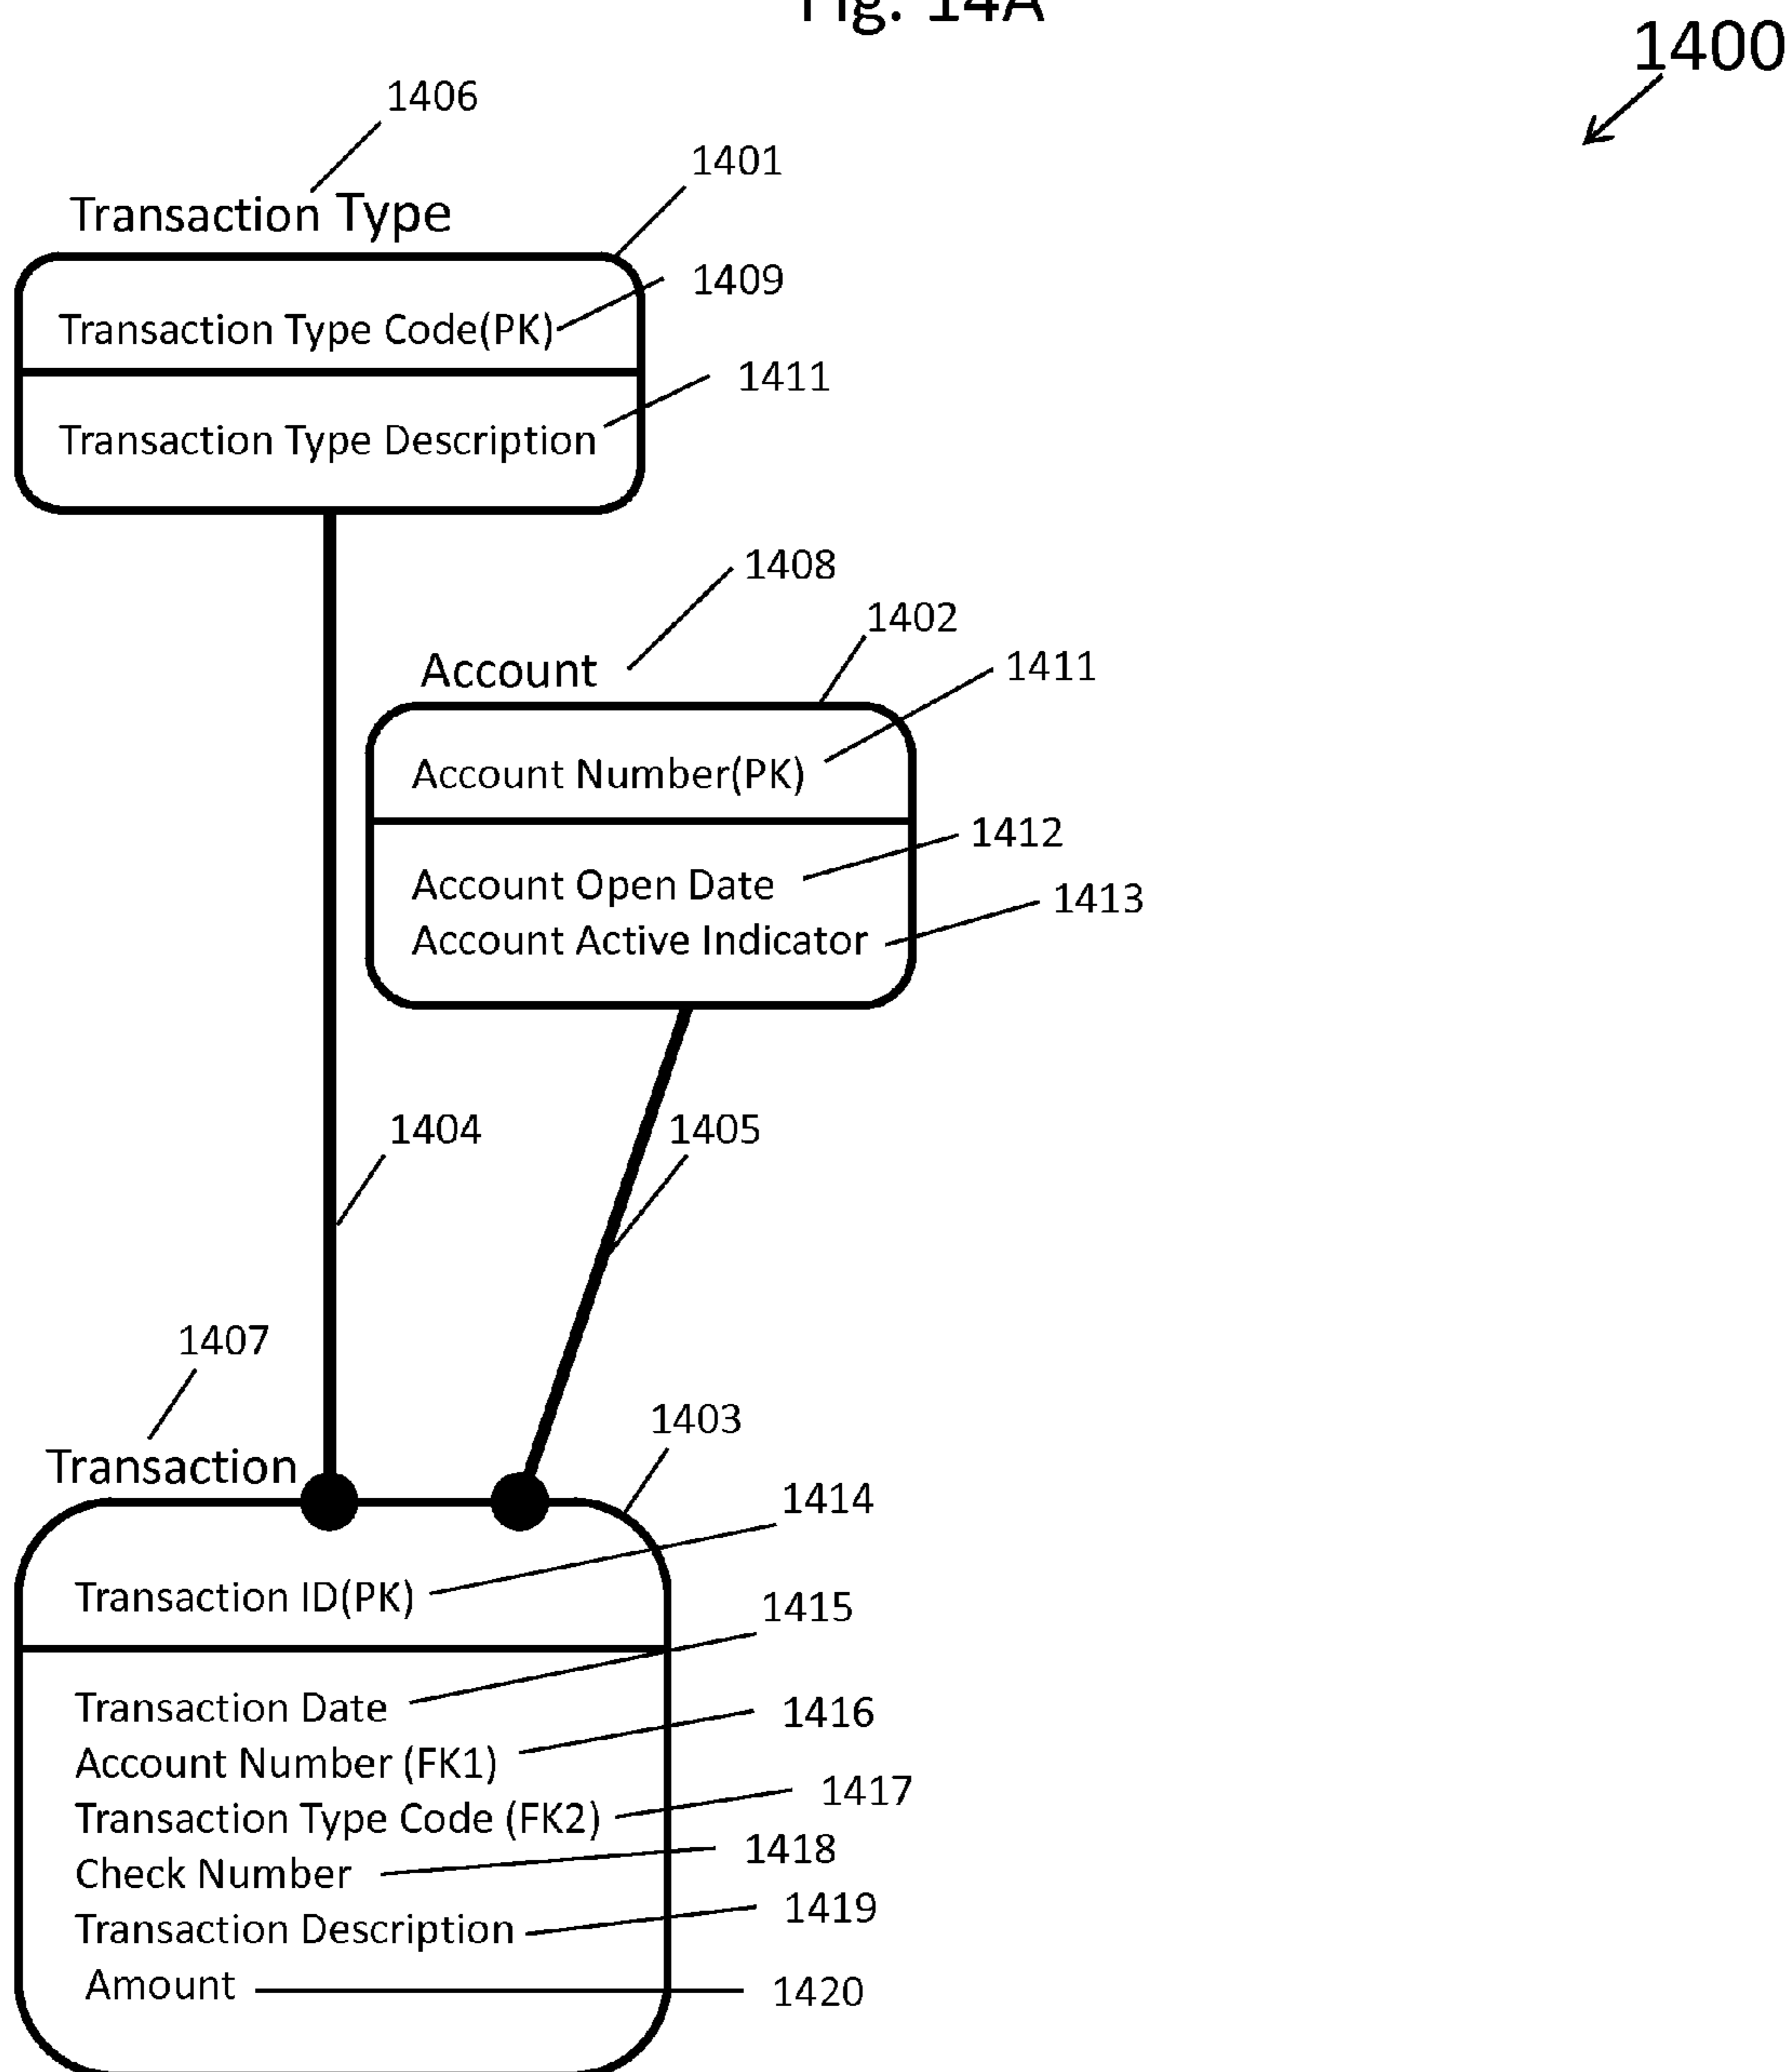 Fig. 14A
1400
1406
1401
Transaction Type
1409
Transaction Type Code(PK)
1411
Transaction Type Description
1408
1402
Account
1411
Account Number(PK)
1412
Account Open Date
1413
Account Active Indicator
1404
1405
1407
1403
Transaction
1414
Transaction ID(PK)
1415
Transaction Date
1416
Account Number (FK1)
1417
Transaction Type Code (FK2)
1418
Check Number
1419
Transaction Description
Amount
1420